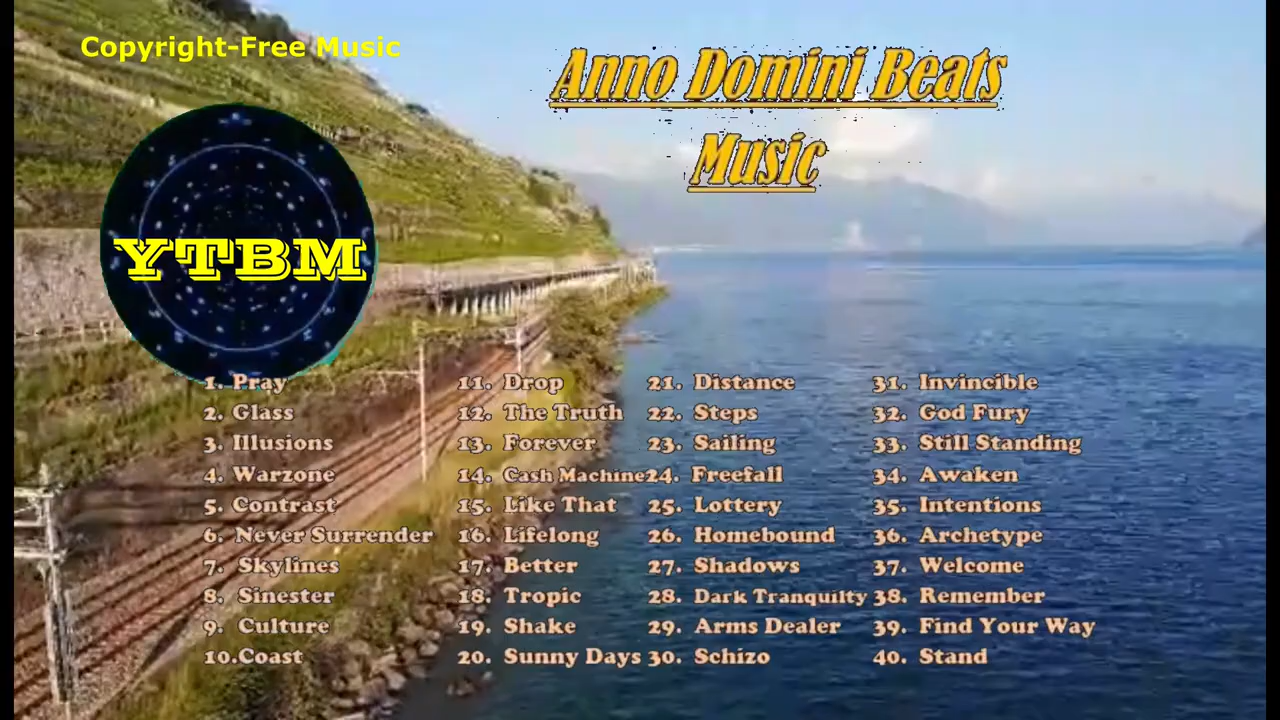 Copyright-Free Music
Anno Domini Beats
Music
YTBM
1. Pray
2. Glass
3. Illusions
4. Warzone
5. Contrast
6. Never Surrender
7. Skylines
8. Sinester
9. Culture
10.Coast
11. Drop
12. The Truth
13. Forever
14. Cash Machine
15. Like That
16. Lifelong
17. Better
18. Tropic
19. Shake
20. Sunny Days
21. Distance
22. Steps
23. Sailing
24. Freefall
25. Lottery
26. Homebound
27. Shadows
28. Dark Tranquilty
29. Arms Dealer
30. Schizo
31. Invincible
32. God Fury
33. Still Standing
34. Awaken
35. Intentions
36. Archetype
37. Welcome
38. Remember
39. Find Your Way
40. Stand